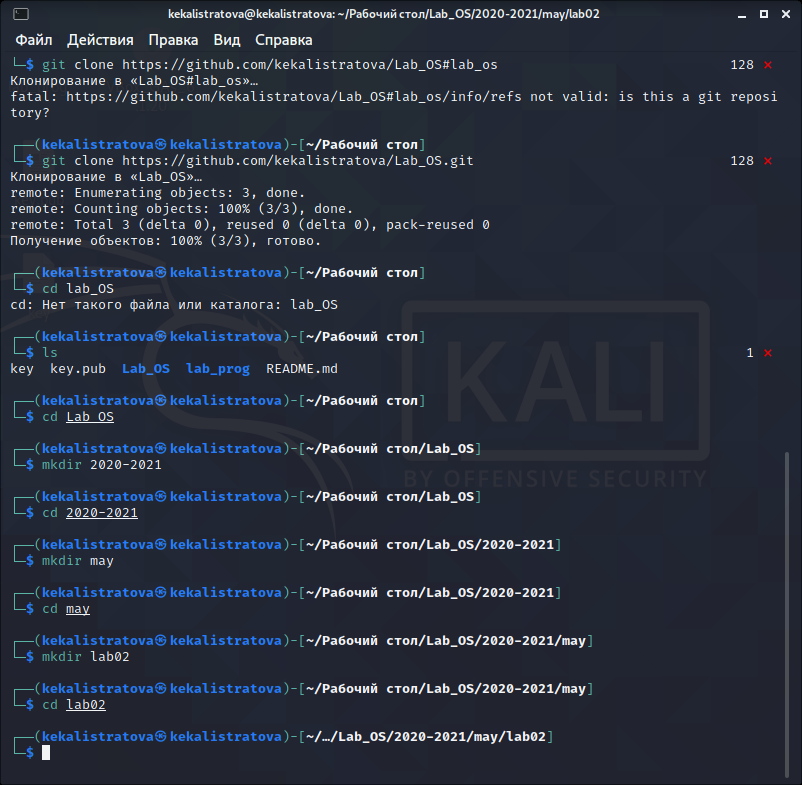 kekalistratova@kekalistratova: ~/Рабочий стол/Lab_OS/2020-2021/may/lab02
Файл Действия Правка Вид Справка
└─$ git clone https://github.com/kekalistratova/Lab_OS#lab_os 128 ⨯
Клонирование в «Lab_OS#lab_os»…
fatal: https://github.com/kekalistratova/Lab_OS#lab_os/info/refs not valid: is this a git reposi
tory?
┌──(kekalistratova㉿kekalistratova)-[~/Рабочий стол]
└─$ git clone https://github.com/kekalistratova/Lab_OS.git 128 ⨯
Клонирование в «Lab_OS»…
remote: Enumerating objects: 3, done.
remote: Counting objects: 100% (3/3), done.
remote: Total 3 (delta 0), reused 0 (delta 0), pack-reused 0
Получение объектов: 100% (3/3), готово.
┌──(kekalistratova㉿kekalistratova)-[~/Рабочий стол]
└─$ cd lab_OS
cd: Нет такого файла или каталога: lab_OS
┌──(kekalistratova㉿kekalistratova)-[~/Рабочий стол]
└─$ ls 1 ⨯
key key.pub Lab_OS lab_prog README.md
┌──(kekalistratova㉿kekalistratova)-[~/Рабочий стол]
└─$ cd Lab_OS
┌──(kekalistratova㉿kekalistratova)-[~/Рабочий стол/Lab_OS]
└─$ mkdir 2020-2021
┌──(kekalistratova㉿kekalistratova)-[~/Рабочий стол/Lab_OS]
└─$ cd 2020-2021
┌──(kekalistratova㉿kekalistratova)-[~/Рабочий стол/Lab_OS/2020-2021]
└─$ mkdir may
┌──(kekalistratova㉿kekalistratova)-[~/Рабочий стол/Lab_OS/2020-2021]
└─$ cd may
┌──(kekalistratova㉿kekalistratova)-[~/Рабочий стол/Lab_OS/2020-2021/may]
└─$ mkdir lab02
┌──(kekalistratova㉿kekalistratova)-[~/Рабочий стол/Lab_OS/2020-2021/may]
└─$ cd lab02
┌──(kekalistratova㉿kekalistratova)-[~/…/Lab_OS/2020-2021/may/lab02]
└─$
KALI
BY OFFENSIVE SECURITY